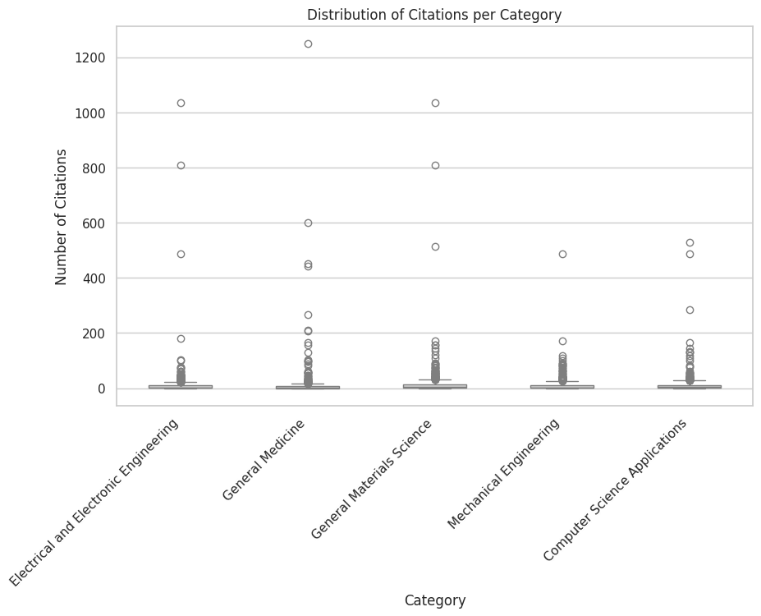 Distribution of Citations per Category
Number of Citations
1200
1000
800
600
400
200
0
Electrical and Electronic Engineering
General Medicine
General Materials Science
Mechanical Engineering
Computer Science Applications
Category